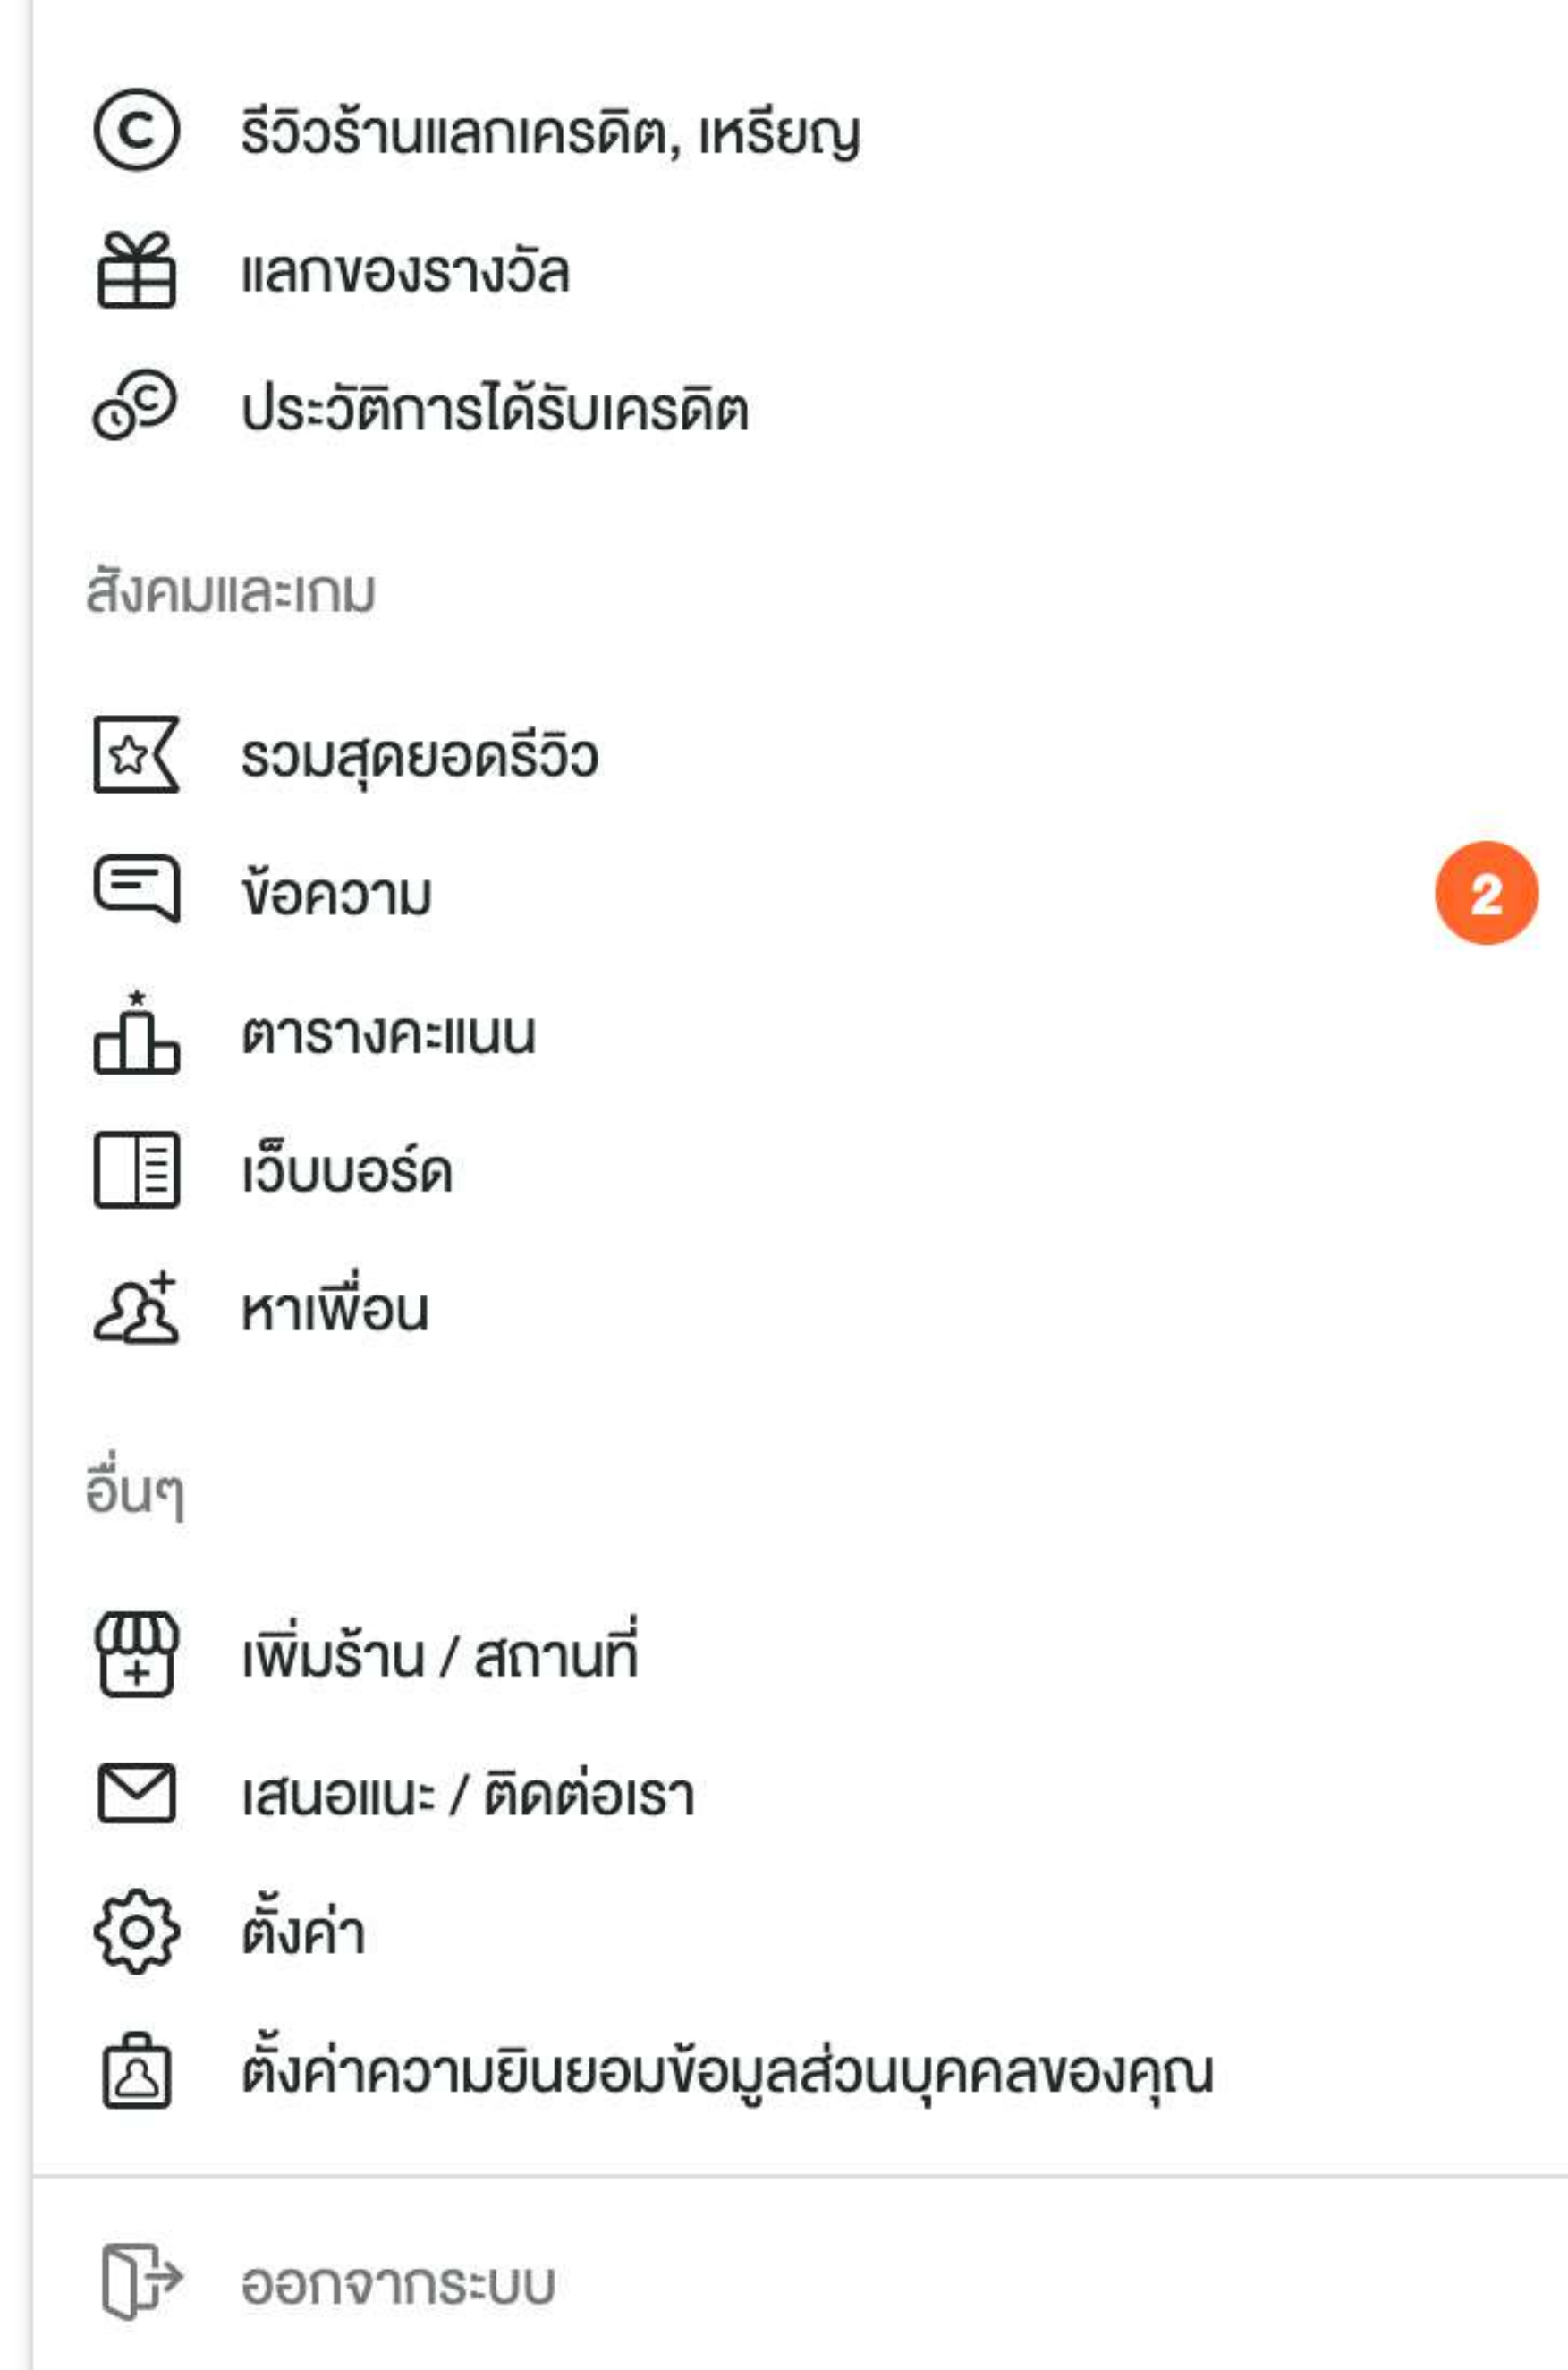 รีวิวร้านแลกเครดิต, เหรียญ
แลกของรางวัล
ประวัติการได้รับเครดิต
สังคมและเกม
รวมสุดยอดรีวิว
ข้อความ 2
ตารางคะแนน
เว็บบอร์ด
หาเพื่อน
อื่นๆ
เพิ่มร้าน / สถานที่
เสนอแนะ / ติดต่อเรา
ตั้งค่า
ตั้งค่าความยินยอมข้อมูลส่วนบุคคลของคุณ
ออกจากระบบ